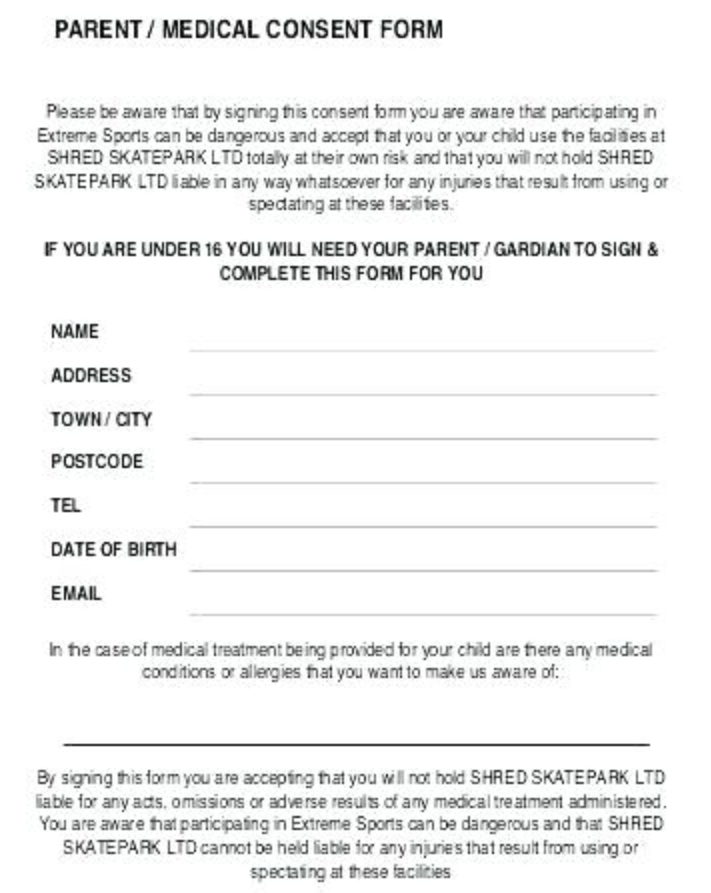 PARENT / MEDICAL CONSENT FORM
Please be aware that by signing this consent form you are aware that participating in
Extreme Sports can be dangerous and accept that you or your child use the facilities at
SHRED SKATEPARK LTD totally at their own risk and that you will not hold SHRED
SKATEPARK LTD liable in any way whatsoever for any injuries that result from using or
spectating at these facilities.
IF YOU ARE UNDER 16 YOU WILL NEED YOUR PARENT / GARDIAN TO SIGN &
COMPLETE THIS FORM FOR YOU
NAME
ADDRESS
TOWN / CITY
POSTCODE
TEL
DATE OF BIRTH
EMAIL
In the case of medical treatment being provided for your child are there any medical
conditions or allergies that you want to make us aware of:
By signing this form you are accepting that you will not hold SHRED SKATEPARK LTD
liable for any acts, omissions or adverse results of any medical treatment administered.
You are aware that participating in Extreme Sports can be dangerous and that SHRED
SKATEPARK LTD cannot be held liable for any injuries that result from using or
spectating at these facilities